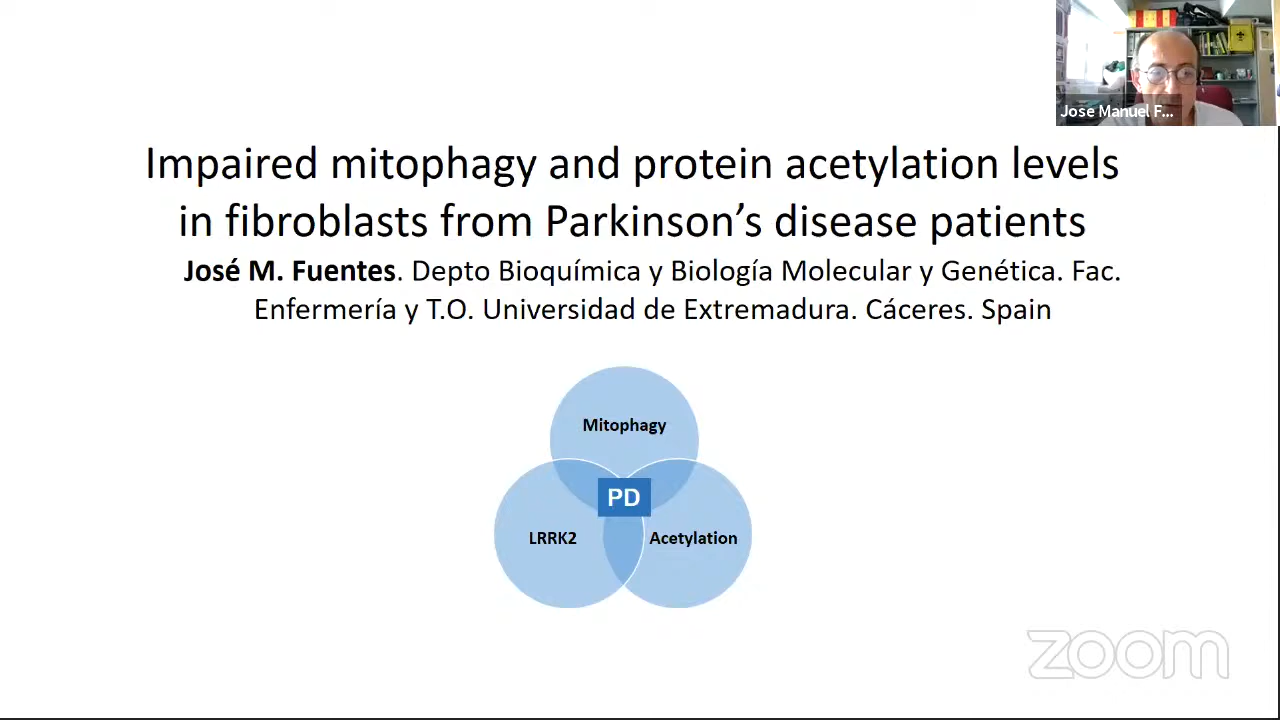 Jose Manuel F...
Impaired mitophagy and protein acetylation levels
in fibroblasts from Parkinson’s disease patients
José M. Fuentes. Depto Bioquímica y Biología Molecular y Genética. Fac.
Enfermería y T.O. Universidad de Extremadura. Cáceres. Spain
Mitophagy
PD
LRRK2
Acetylation
zoom